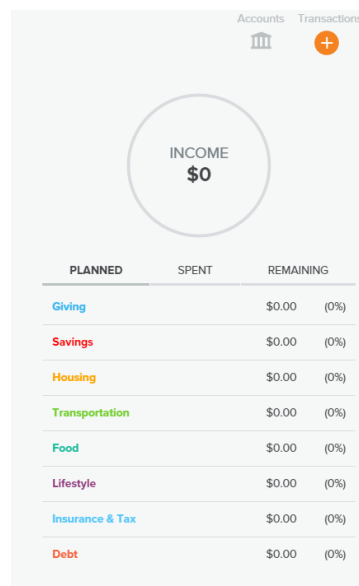 Accounts Transactions
INCOME
$0
PLANNED SPENT REMAINING
Giving $0.00 (0%)
Savings $0.00 (0%)
Housing $0.00 (0%)
Transportation $0.00 (0%)
Food $0.00 (0%)
Lifestyle $0.00 (0%)
Insurance & Tax $0.00 (0%)
Debt $0.00 (0%)